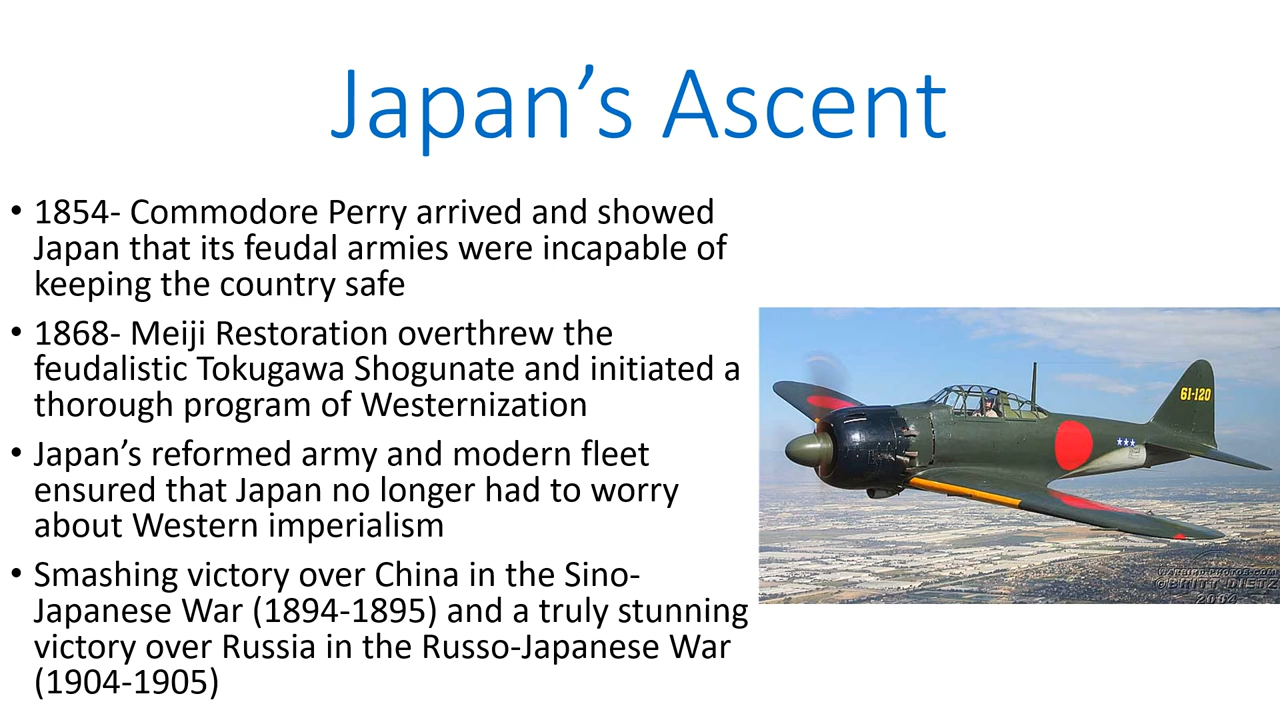 Japan’s Ascent
• 1854- Commodore Perry arrived and showed
Japan that its feudal armies were incapable of
keeping the country safe
• 1868- Meiji Restoration overthrew the
feudalistic Tokugawa Shogunate and initiated a
thorough program of Westernization
• Japan’s reformed army and modern fleet
ensured that Japan no longer had to worry
about Western imperialism
• Smashing victory over China in the Sino-
Japanese War (1894-1895) and a truly stunning
victory over Russia in the Russo-Japanese War
(1904-1905)
61-120
2004